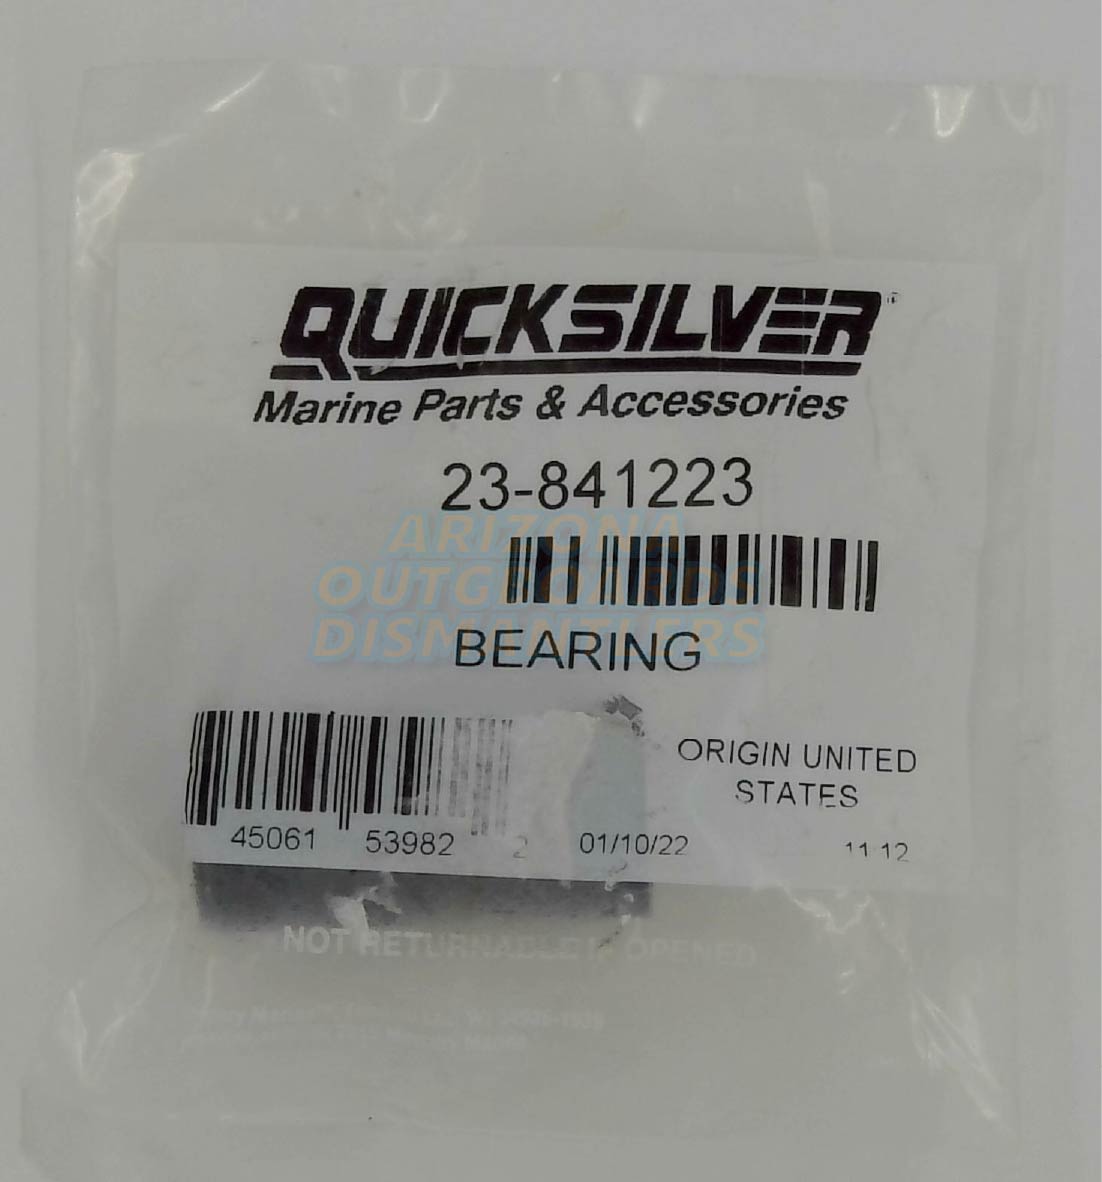 QUICKSILVER
Marine Parts & Accessories
23-841223
ARIZONA
OUTGBOARDS
DISMANTLERS
BEARING
ORIGIN UNITED
STATES
45061 53982 2 01/10/22 11 12
NOT RETURNABLE IF OPENED